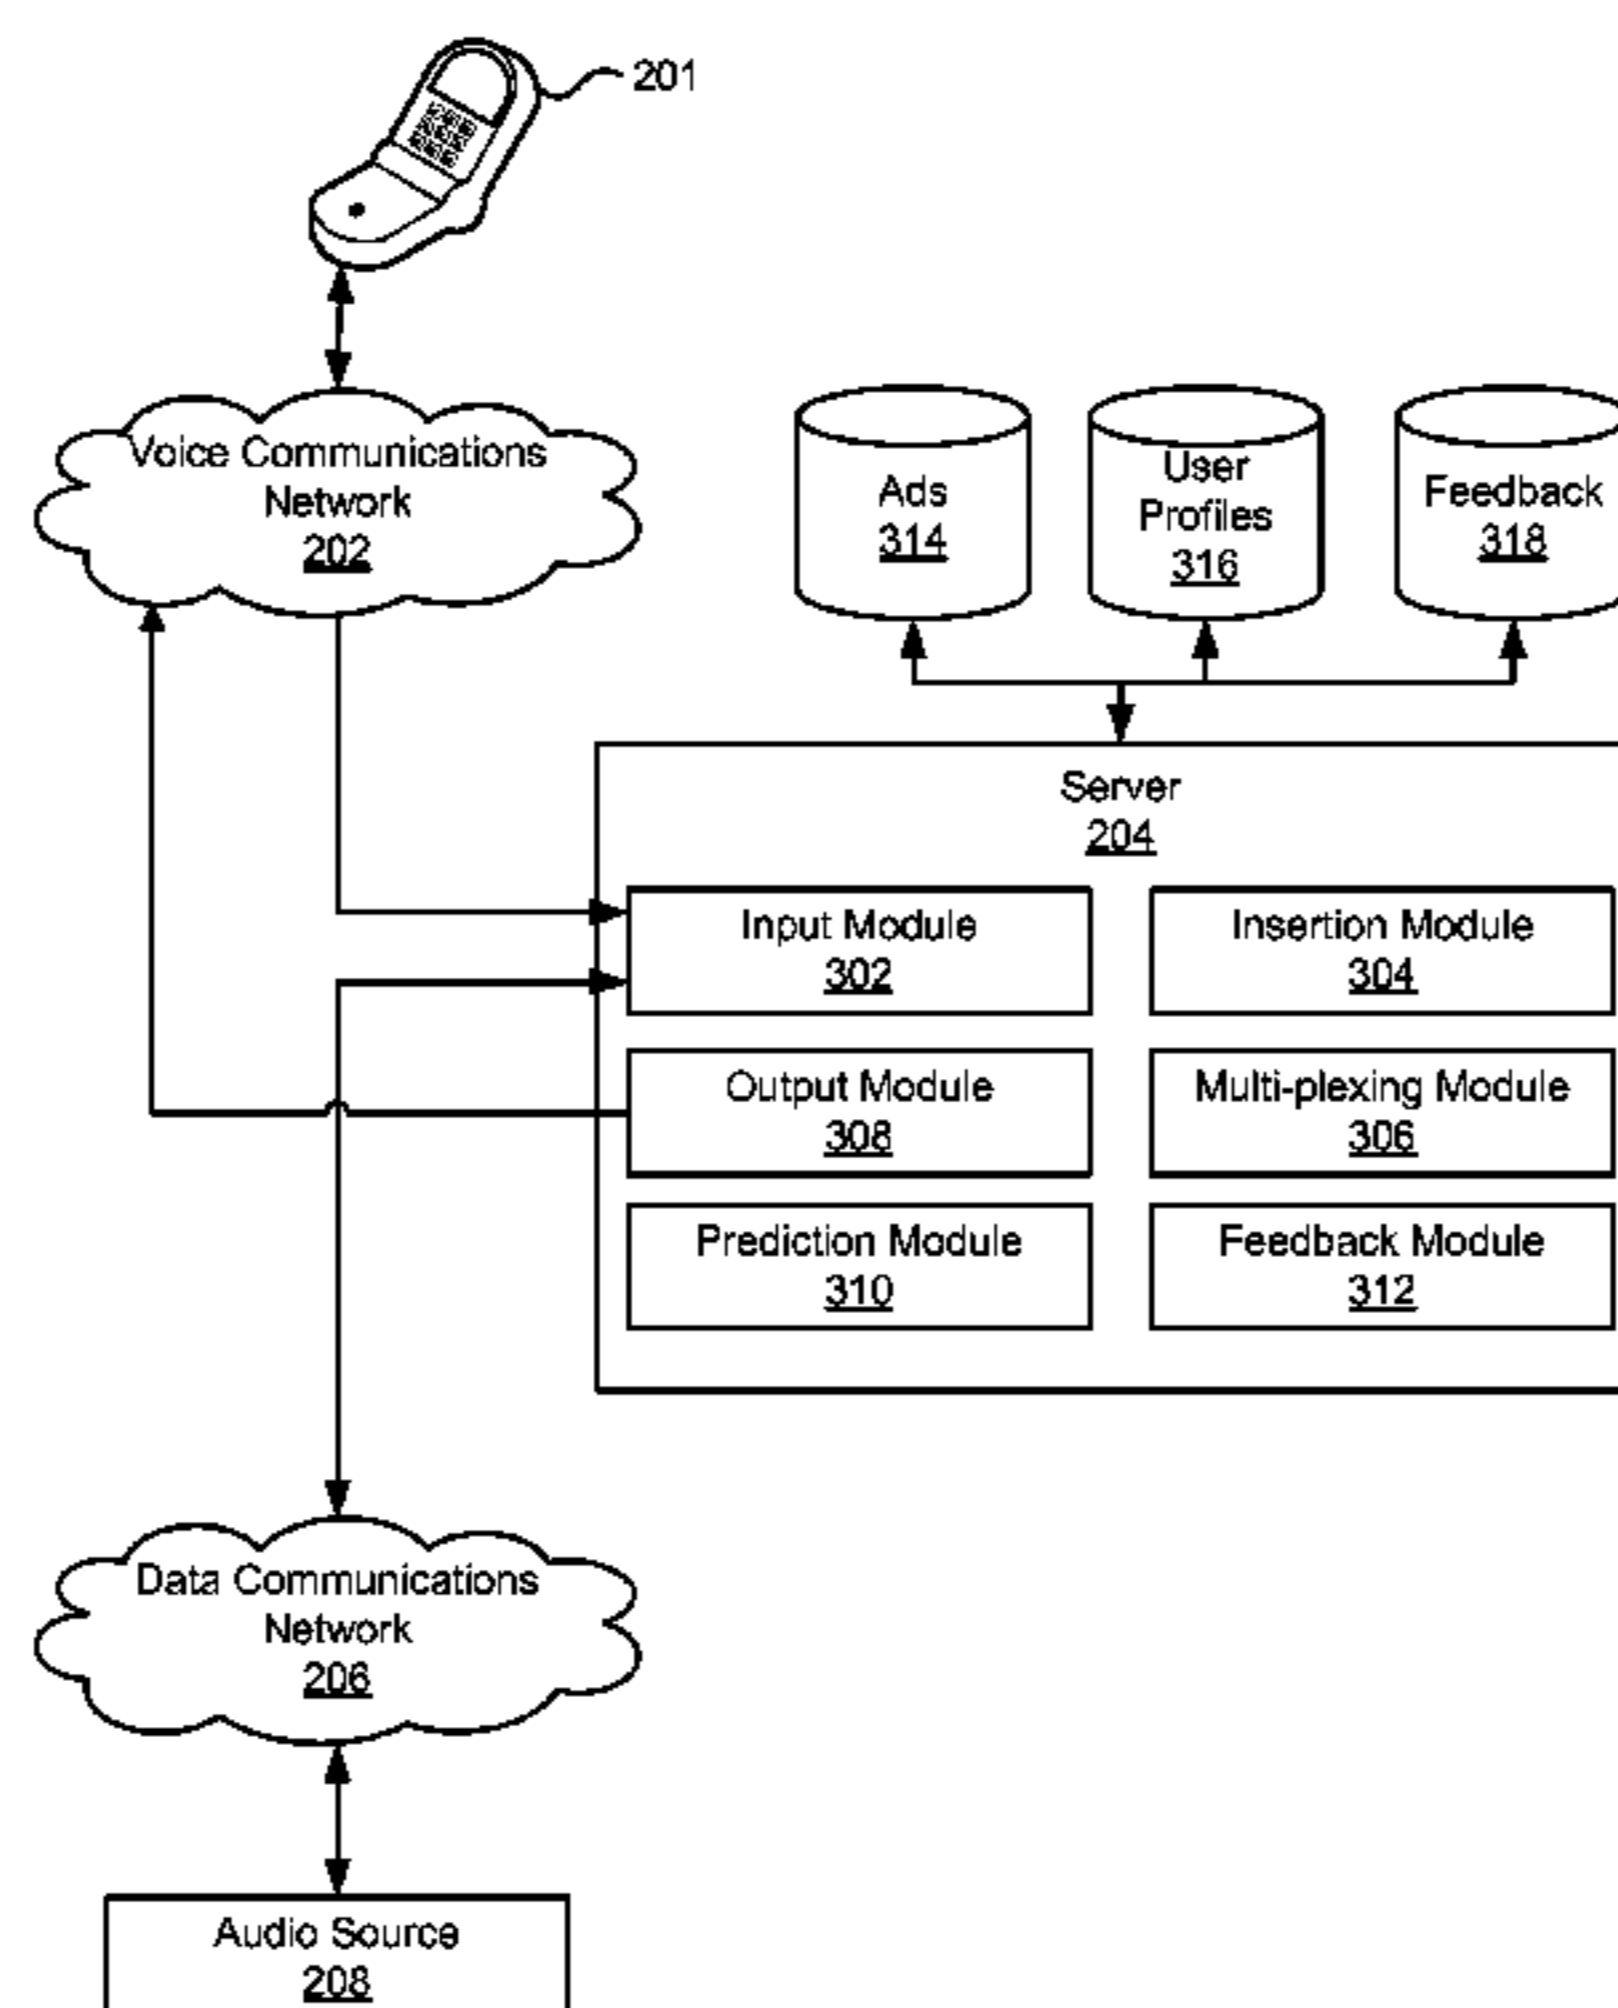 201
Voice Communications
Network
202
Ads
314
User
Profiles
316
Feedback
318
Server
204
Input Module
302
Insertion Module
304
Output Module
308
Multi-plexing Module
306
Prediction Module
310
Feedback Module
312
Data Communications
Network
206
Audio Source
208